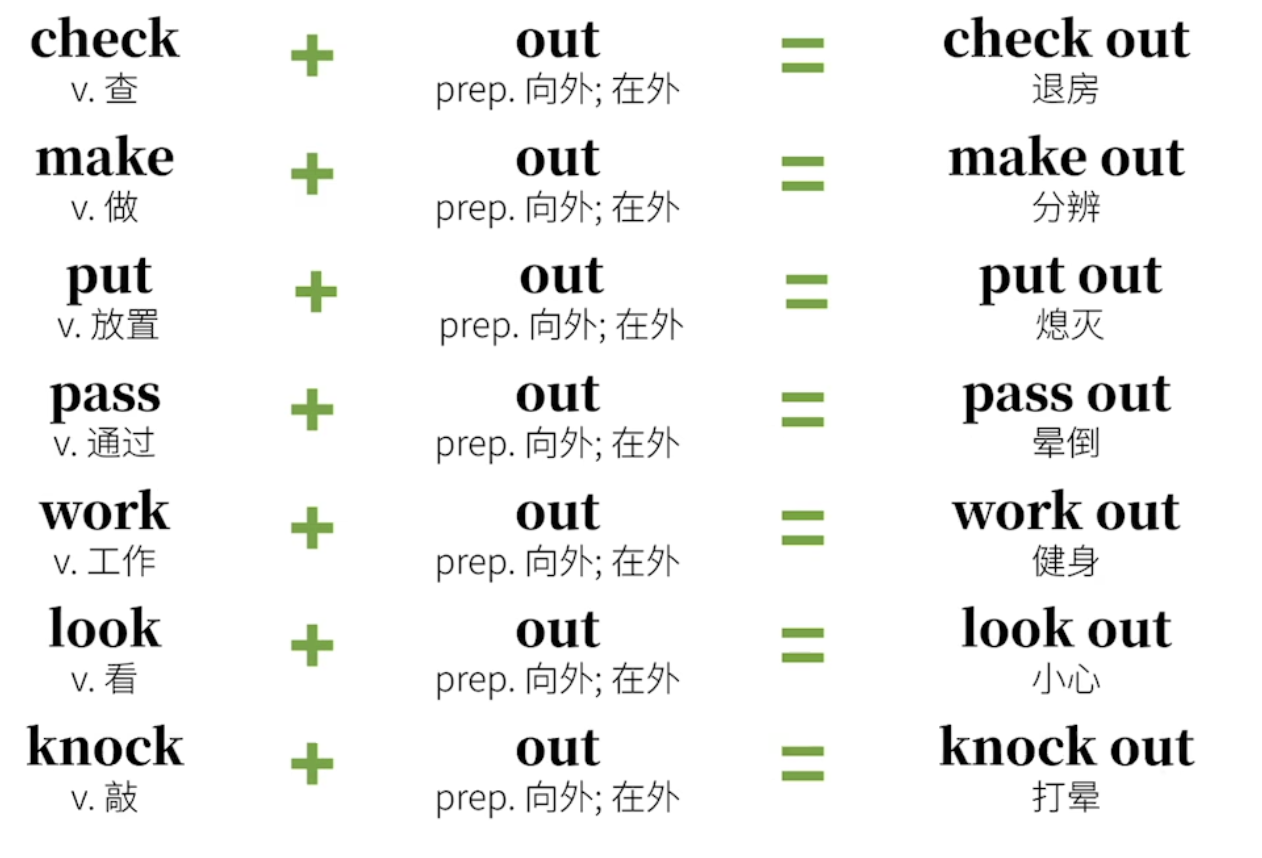 check + out = check out
v. 查 prep. 向外; 在外 退房
make + out = make out
v. 做 prep. 向外; 在外 分辨
put + out = put out
v. 放置 prep. 向外; 在外 熄灭
pass + out = pass out
v. 通过 prep. 向外; 在外 晕倒
work + out = work out
v. 工作 prep. 向外; 在外 健身
look + out = look out
v. 看 prep. 向外; 在外 小心
knock + out = knock out
v. 敲 prep. 向外; 在外 打晕